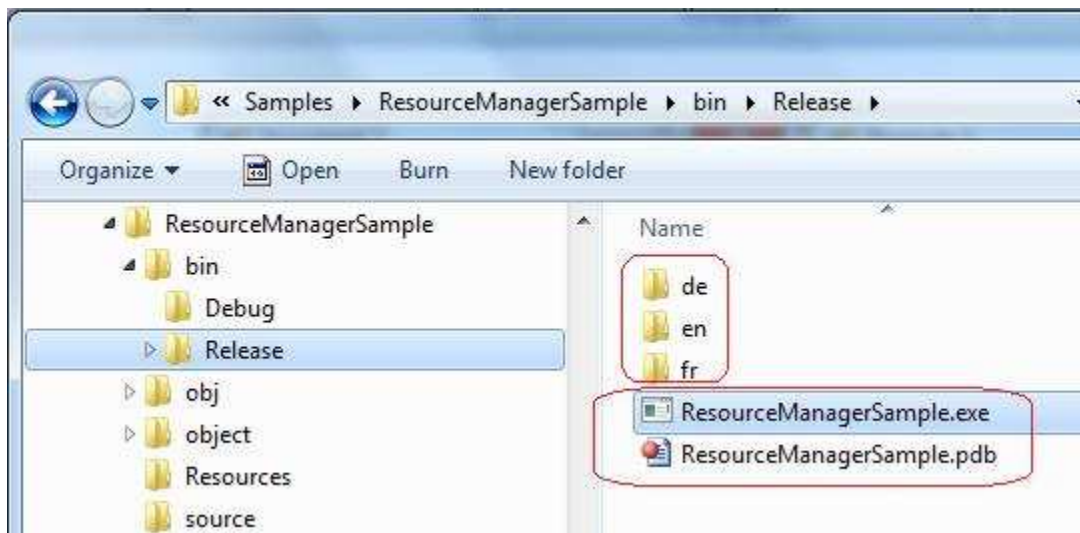 « Samples ▸ ResourceManagerSample ▸ bin ▸ Release ▸
Organize ▾ Open Burn New folder
ResourceManagerSample
bin
Debug
Release
obj
object
Resources
source
Name
de
en
fr
ResourceManagerSample.exe
ResourceManagerSample.pdb